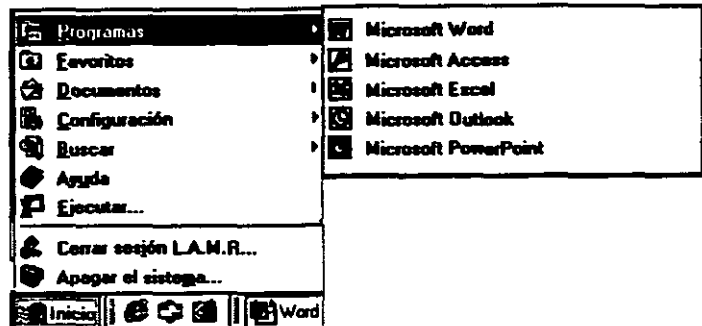 Programas
Favoritos
Documentos
Configuración
Buscar
Ayuda
Ejecutar...
Cerrar sesión L.A.M.R...
Apagar el sistema...
Inicio
Word
Microsoft Word
Microsoft Access
Microsoft Excel
Microsoft Outlook
Microsoft PowerPoint